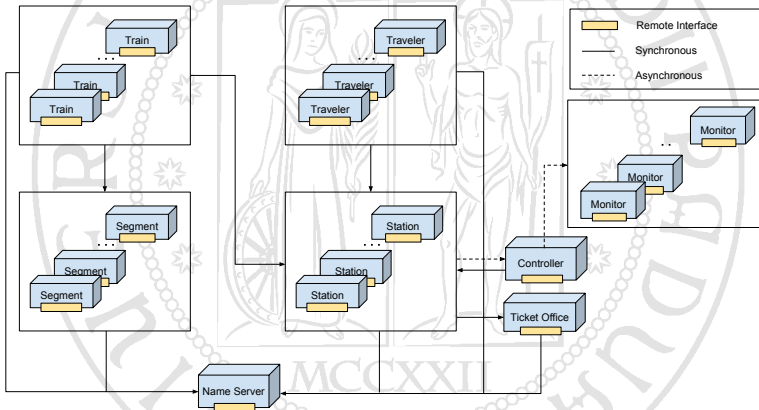 Train
Train
Train
Traveler
Traveler
Traveler
Remote Interface
Synchronous
Asynchronous
Monitor
Monitor
Monitor
Segment
Segment
Segment
Station
Station
Station
Controller
Ticket Office
Name Server
MCCXXII